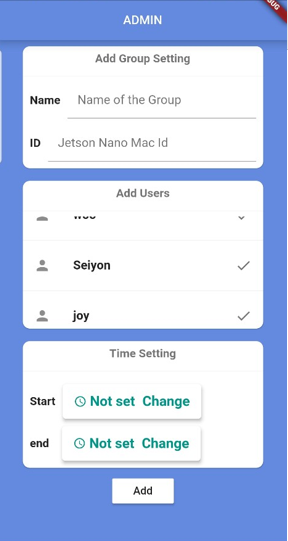 ADMIN
Add Group Setting
Name Name of the Group
ID Jetson Nano Mac Id
Add Users
Seiyon
joy
Time Setting
Start Not set Change
end Not set Change
Add